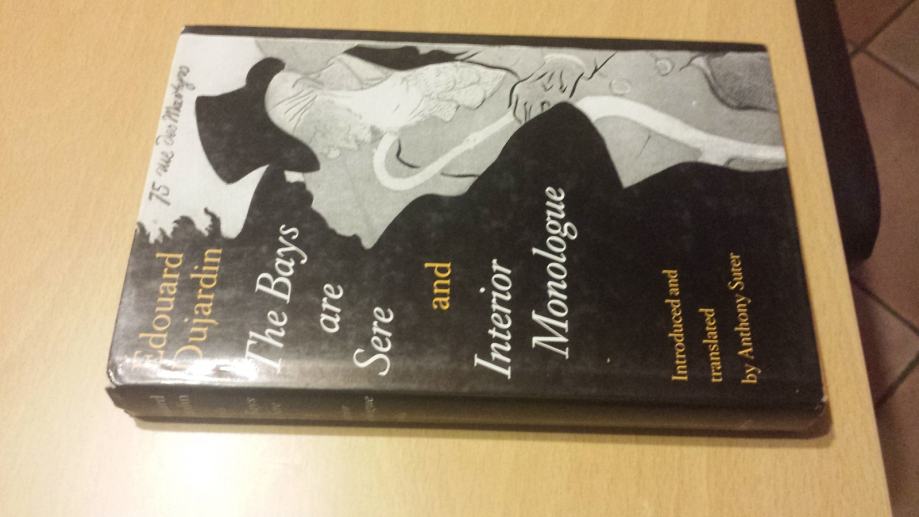 75 rue des Martyrs
Edouard
Dujardin
The Bays
are
Sere
and
Interior
Monologue
Introduced and
translated
by Anthony Suter